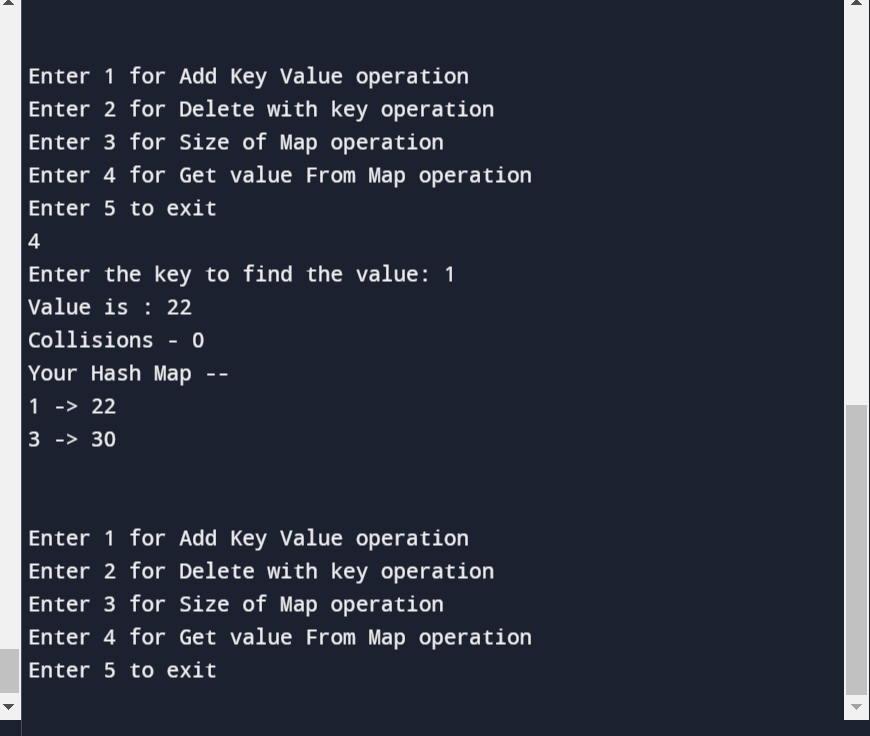 Enter 1 for Add Key Value operation
Enter 2 for Delete with key operation
Enter 3 for Size of Map operation
Enter 4 for Get value From Map operation
Enter 5 to exit
4
Enter the key to find the value: 1
Value is : 22
Collisions - 0
Your Hash Map --
1 -> 22
3 -> 30
Enter 1 for Add Key Value operation
Enter 2 for Delete with key operation
Enter 3 for Size of Map operation
Enter 4 for Get value From Map operation
Enter 5 to exit